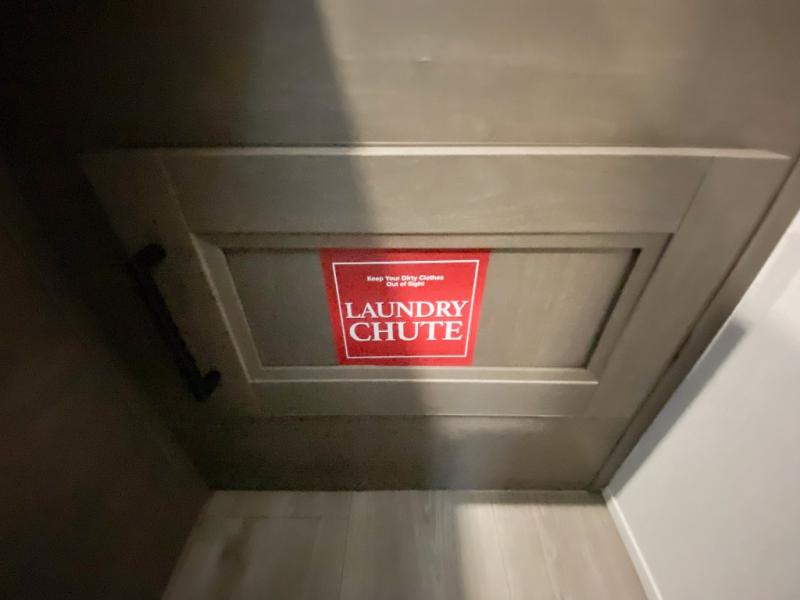 Keep Your Dirty Clothes
Out of Sight
LAUNDRY
CHUTE